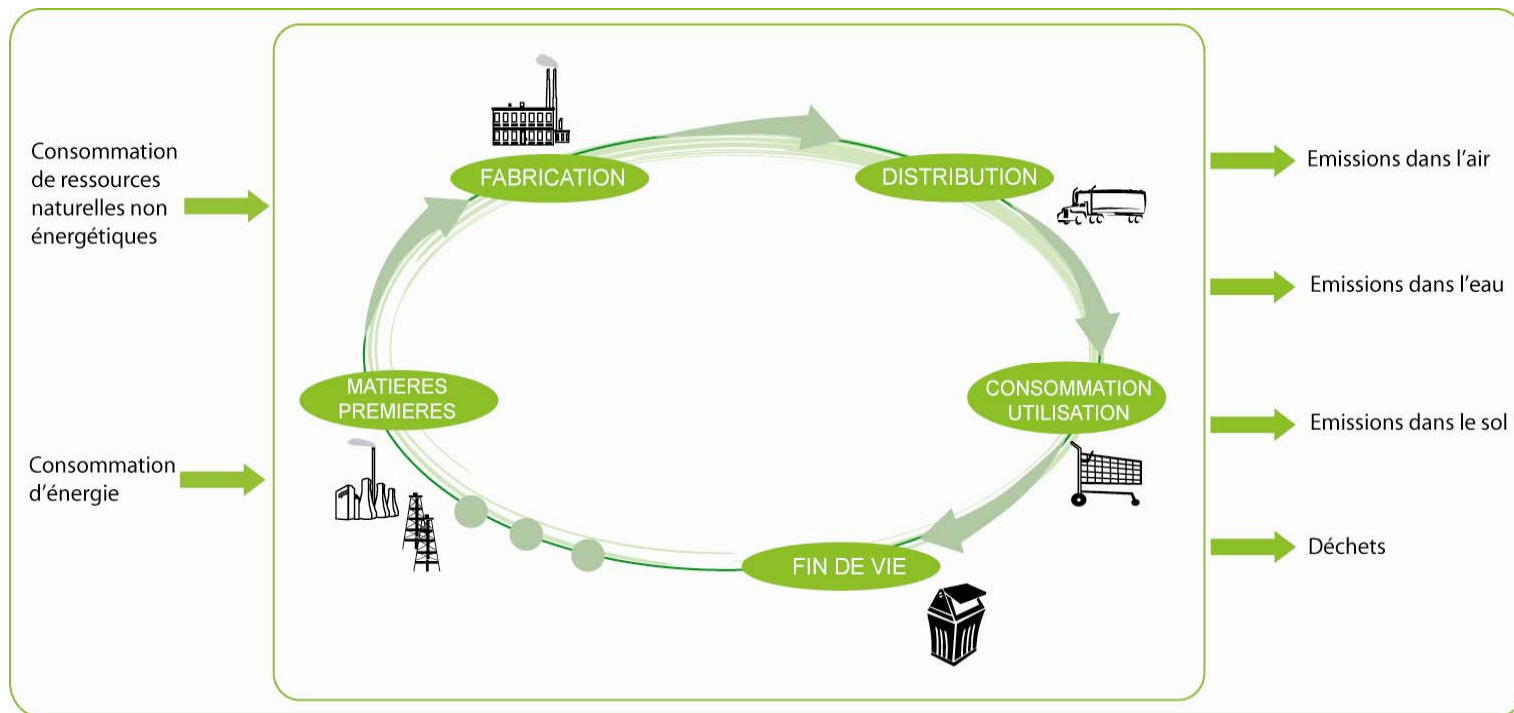 Consommation
de ressources
naturelles non
énergétiques
Consommation
d'énergie
FABRICATION
DISTRIBUTION
MATIERES
PREMIERES
CONSOMMATION
UTILISATION
FIN DE VIE
Emissions dans l'air
Emissions dans l'eau
Emissions dans le sol
Déchets